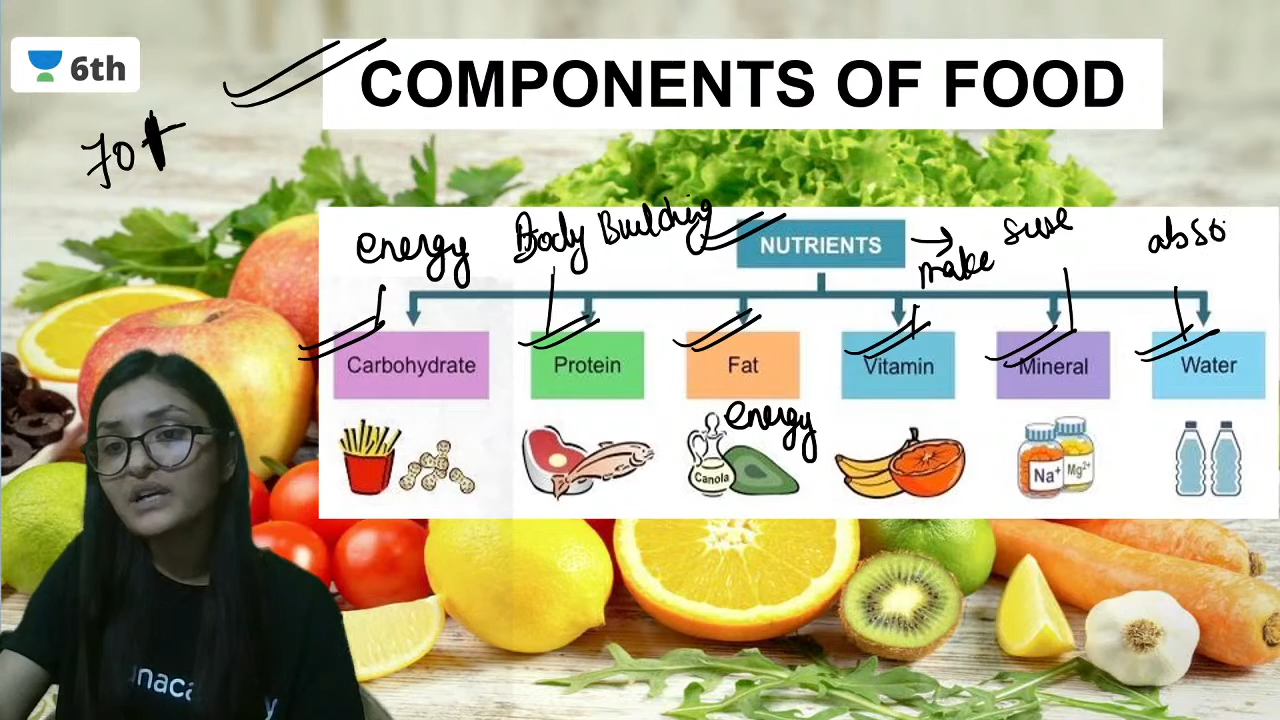 6th
COMPONENTS OF FOOD
70+
energy
Body Building
NUTRIENTS
make sure
abso
Carbohydrate
Protein
Fat
Vitamin
Mineral
Water
energy
Canola
Na+
Mg2+